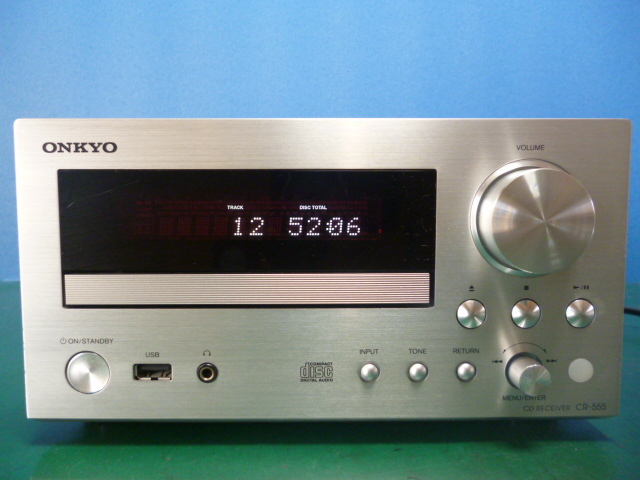 ONKYO
VOLUME
TRACK DISC TOTAL
12 52:06
ON/STANDBY
USB
COMPACT
disc
DIGITAL AUDIO
INPUT TONE RETURN
MENU/ENTER
CD RECEIVER CR-555